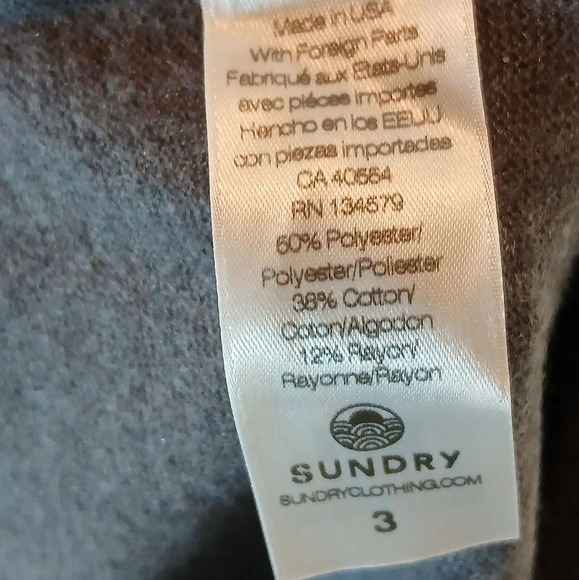 Made in USA
With Foreign Parts
Fabriqué aux États-Unis
avec pièces importes
Hencho en los EEUU
con piezas importadas
CA 40554
RN 134579
50% Polyester/
Polyester/Poliester
38% Cotton/
Coton/Algodon
12% Rayon/
Rayonne/Rayon
SUNDRY
SUNDRYCLOTHING.COM
3